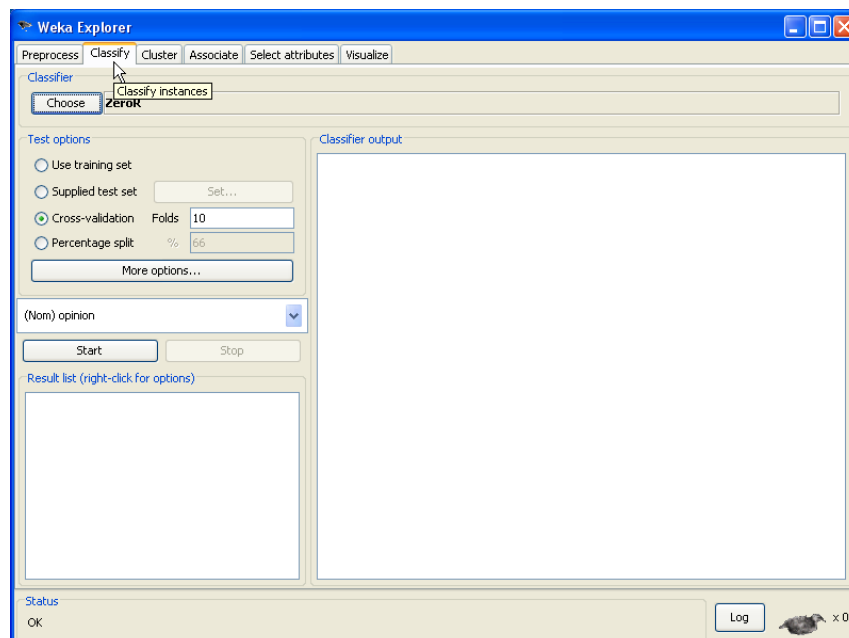 Weka Explorer
Preprocess Classify Cluster Associate Select attributes Visualize
Classifier
Classify instances
Choose ZeroR
Test options
Use training set
Supplied test set Set...
Cross-validation Folds 10
Percentage split % 66
More options...
(Nom) opinion
Start Stop
Result list (right-click for options)
Classifier output
Status
OK
Log x 0